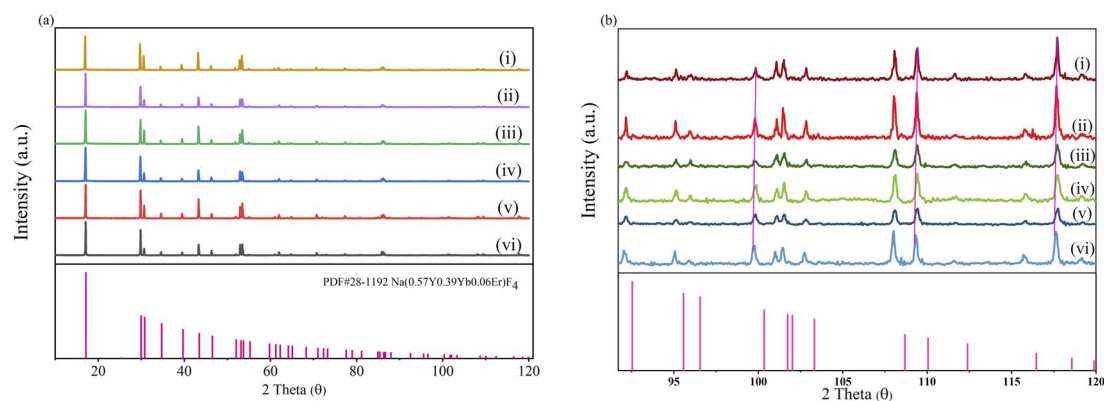 (a)
Intensity (a.u.)
(i)
(ii)
(iii)
(iv)
(v)
(vi)
PDF#28-1192 Na(0.57Y0.39Yb0.06Er)F4
20 40 60 80 100 120
2 Theta (θ)
(b)
Intensity (a.u.)
(i)
(ii)
(iii)
(iv)
(v)
(vi)
95 100 105 110 115 120
2 Theta (θ)